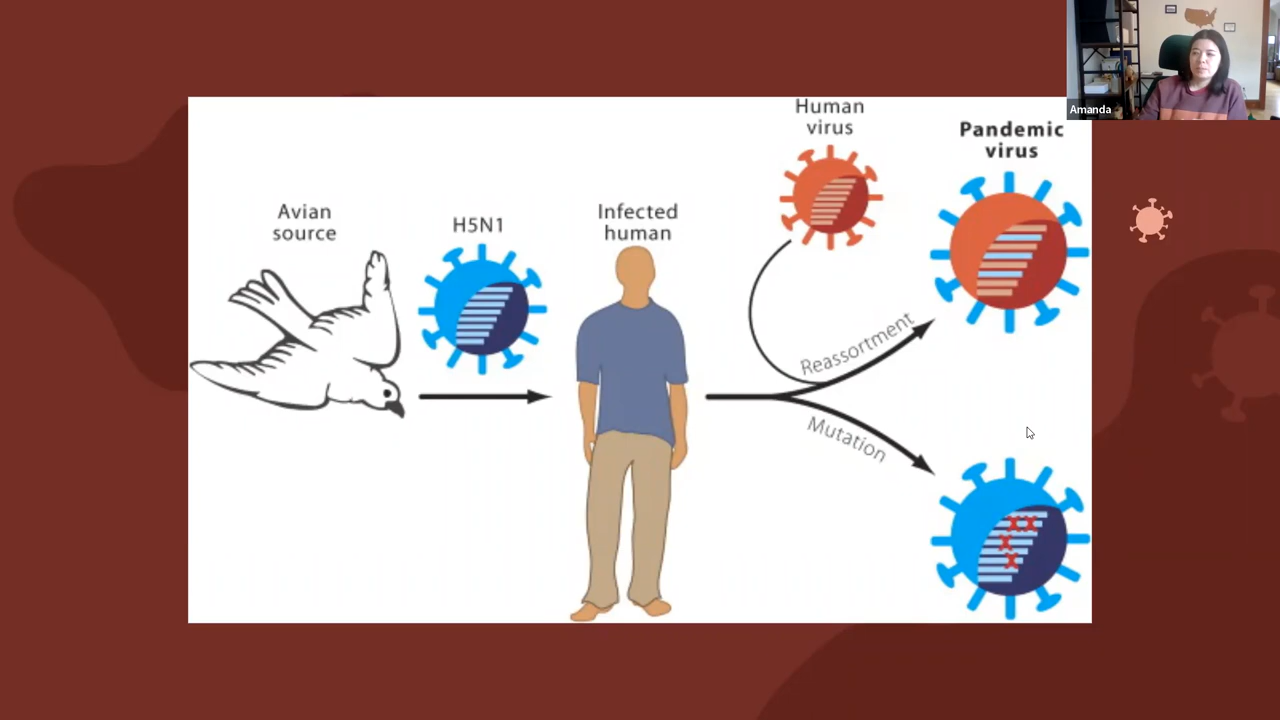 Amanda
Human
virus
Pandemic
virus
Avian
source
H5N1
Infected
human
Reassortment
Mutation